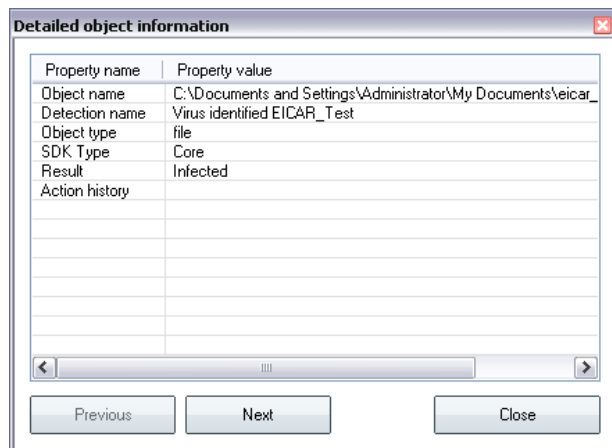 Detailed object information
Property name Property value
Object name C:\Documents and Settings\Administrator\My Documents\eicar_
Detection name Virus identified EICAR_Test
Object type file
SDK Type Core
Result Infected
Action history
Previous Next Close